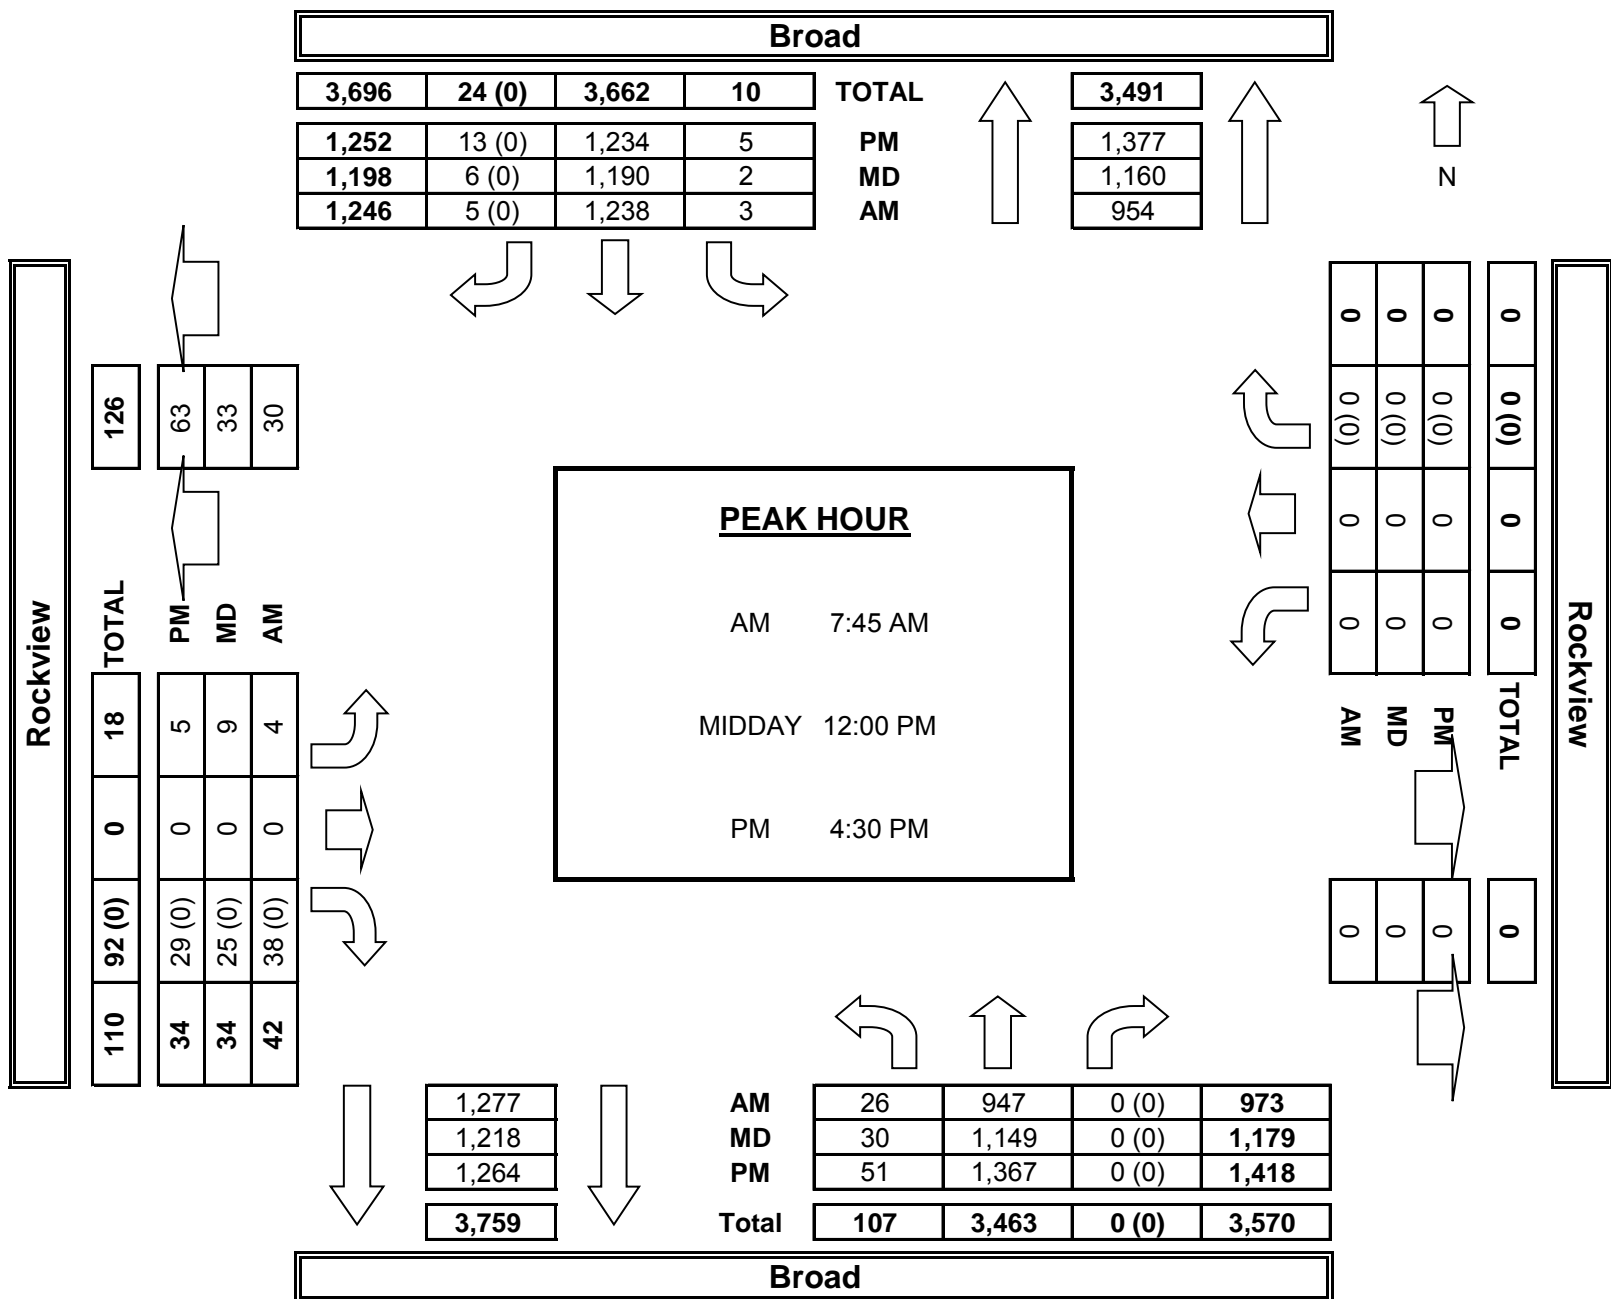 Broad
3,696 24 (0) 3,662 10 TOTAL 3,491
1,252 13 (0) 1,234 5 PM 1,377
1,198 6 (0) 1,190 2 MD 1,160
1,246 5 (0) 1,238 3 AM 954
N
Rockview
126 63 33 30
TOTAL PM MD AM
18 5 9 4
0 0 0 0
92 (0) 29 (0) 25 (0) 38 (0)
110 34 34 42
PEAK HOUR
AM 7:45 AM
MIDDAY 12:00 PM
PM 4:30 PM
0 0 0 0
0 (0) 0 (0) 0 (0) 0 (0)
0 0 0 0
0 0 0 0
AM MD PM TOTAL
0 0 0 0
Rockview
1,277 AM 26 947 0 (0) 973
1,218 MD 30 1,149 0 (0) 1,179
1,264 PM 51 1,367 0 (0) 1,418
3,759 Total 107 3,463 0 (0) 3,570
Broad